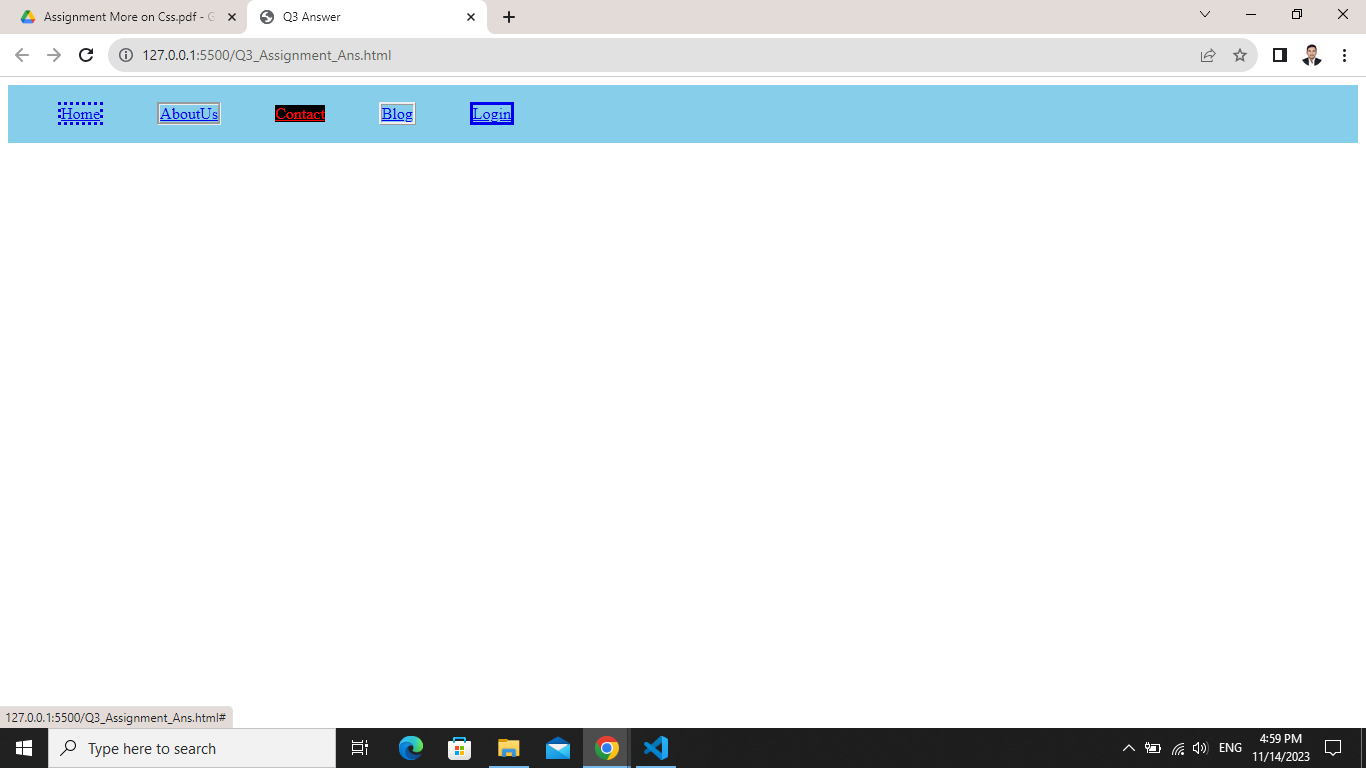 Assignment More on Css.pdf - G
Q3 Answer
127.0.0.1:5500/Q3_Assignment_Ans.html
Home AboutUs Contact Blog Login
127.0.0.1:5500/Q3_Assignment_Ans.html#
Type here to search
ENG
4:59 PM
11/14/2023